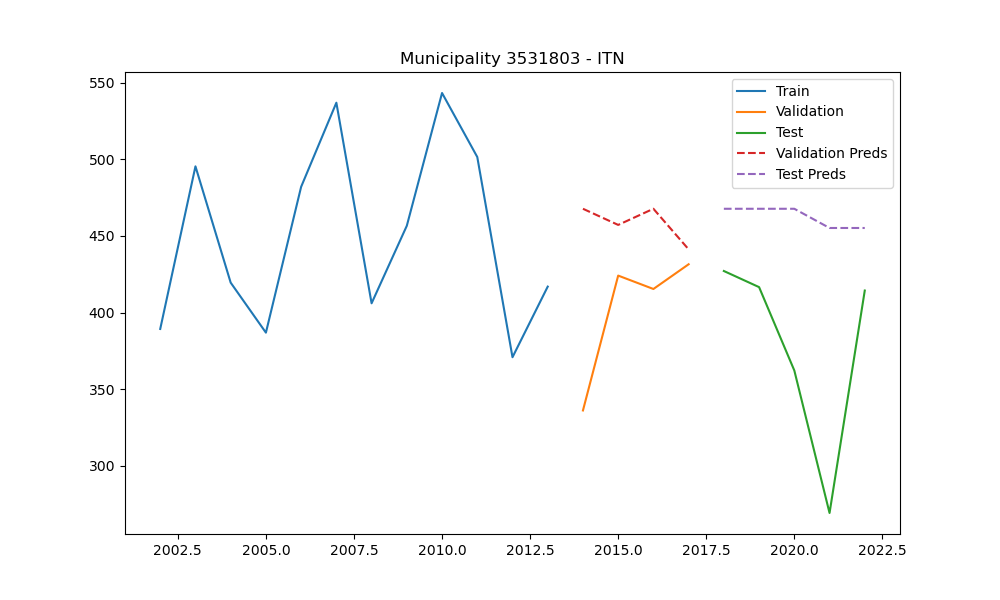 Municipality 3531803 - ITN
550
500
450
400
350
300
Train
Validation
Test
Validation Preds
Test Preds
2002.5 2005.0 2007.5 2010.0 2012.5 2015.0 2017.5 2020.0 2022.5